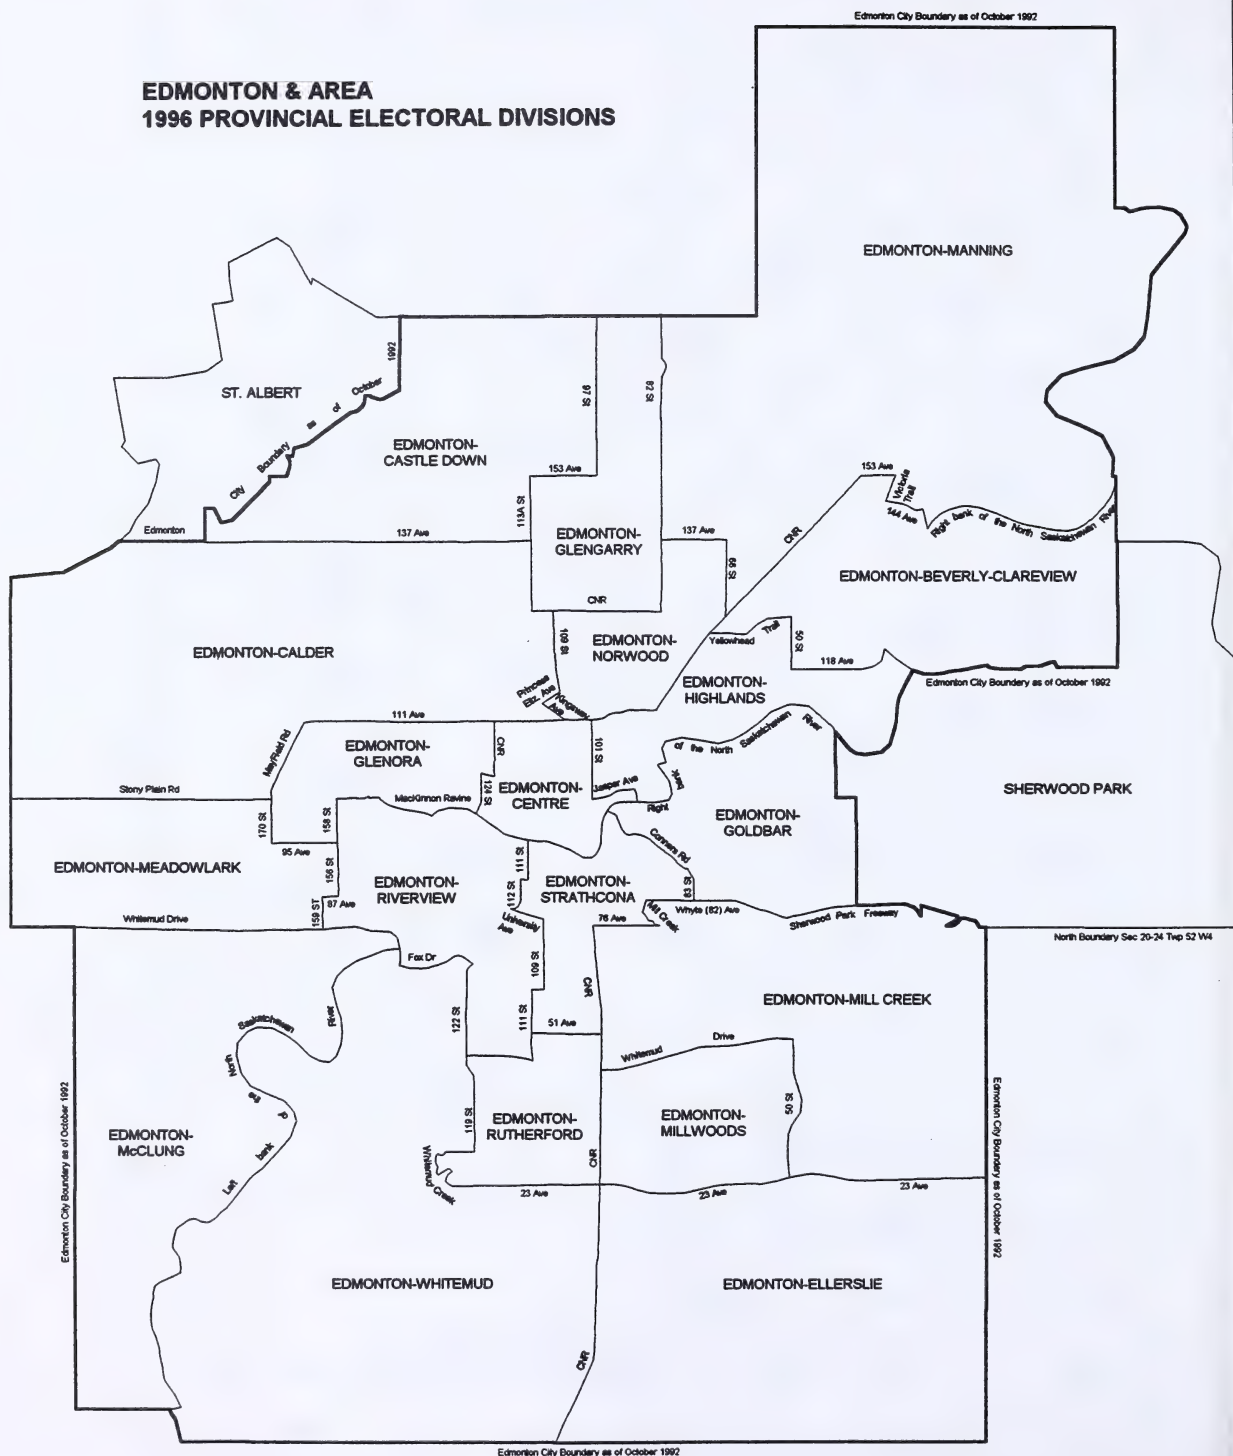 Edmonton City Boundary as of October 1992
EDMONTON & AREA
1996 PROVINCIAL ELECTORAL DIVISIONS
EDMONTON-MANNING
ST. ALBERT
City Boundary as of October 1992
97 St
82 St
EDMONTON-
CASTLE DOWN
153 Ave
153 Ave
Victoria
Trail
144 Ave
Right bank of the North Saskatchewan River
113A St
Edmonton
137 Ave
EDMONTON-
GLENGARRY
137 Ave
CNR
66 St
EDMONTON-BEVERLY-CLAREVIEW
CNR
109 St
EDMONTON-
NORWOOD
Yellowhead Trail
50 St
118 Ave
EDMONTON-CALDER
EDMONTON-
HIGHLANDS
Edmonton City Boundary as of October 1992
Princess
Eliz. Ave
Kingsway
Ave
111 Ave
Mayfield Rd
EDMONTON-
GLENORA
CNR
101 St
Right bank of the North Saskatchewan River
Stony Plain Rd
MacKinnon Ravine
124 St
EDMONTON-
CENTRE
Jasper Ave
SHERWOOD PARK
170 St
158 St
EDMONTON-
GOLDBAR
Connors Rd
95 Ave
EDMONTON-MEADOWLARK
156 St
111 St
EDMONTON-
RIVERVIEW
112 St
EDMONTON-
STRATHCONA
83 St
159 ST
87 Ave
University
Ave
76 Ave
Mill Creek
Whyte (82) Ave
Sherwood Park Freeway
Whitemud Drive
North Boundary Sec 20-24 Twp 52 W4
Fox Dr
109 St
CNR
EDMONTON-MILL CREEK
122 St
111 St
51 Ave
Whitemud Drive
Left bank of the North Saskatchewan River
Edmonton City Boundary as of October 1992
EDMONTON-
McCLUNG
119 St
EDMONTON-
RUTHERFORD
EDMONTON-
MILLWOODS
50 St
Edmonton City Boundary as of October 1992
Whitemud Creek
CNR
23 Ave
23 Ave
23 Ave
EDMONTON-WHITEMUD
EDMONTON-ELLERSLIE
CNR
Edmonton City Boundary as of October 1992